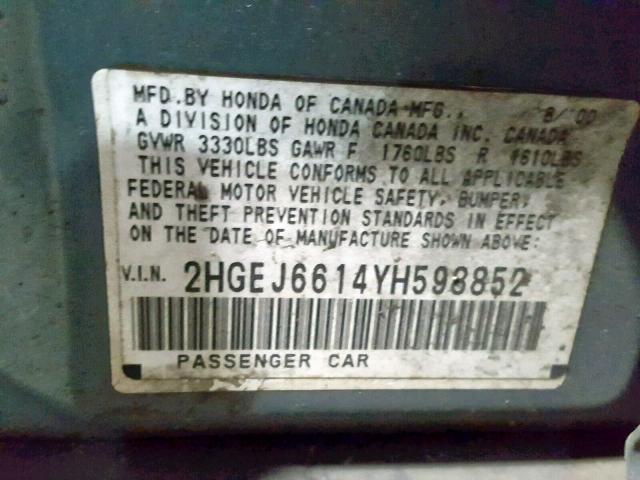 MFD. BY HONDA OF CANADA MFG., 8/00
A DIVISION OF HONDA CANADA INC. CANADA
GVWR 3330LBS GAWR F 1760LBS R 1610LBS
THIS VEHICLE CONFORMS TO ALL APPLICABLE
FEDERAL MOTOR VEHICLE SAFETY, BUMPER,
AND THEFT PREVENTION STANDARDS IN EFFECT
ON THE DATE OF MANUFACTURE SHOWN ABOVE:
V.I.N. 2HGEJ6614YH598852
PASSENGER CAR